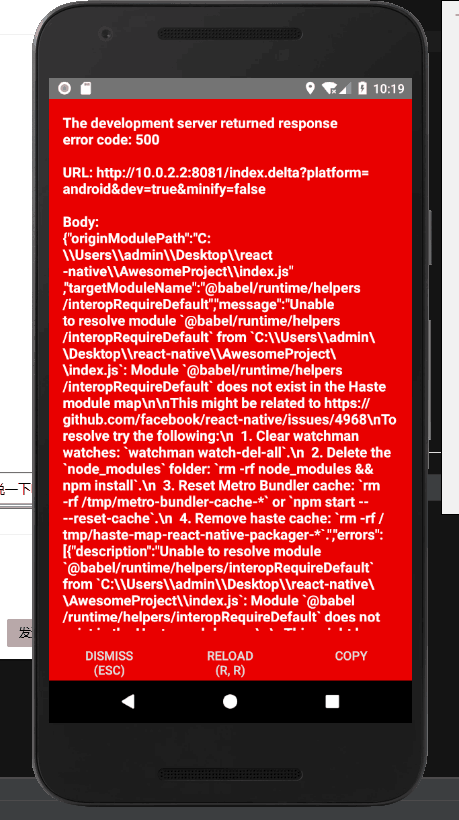 10:19
The development server returned response
error code: 500
URL: http://10.0.2.2:8081/index.delta?platform=
android&dev=true&minify=false
Body:
{"originModulePath":"C:
\\Users\\admin\\Desktop\\react
-native\\AwesomeProject\\index.js"
,"targetModuleName":"@babel/runtime/helpers
/interopRequireDefault","message":"Unable
to resolve module `@babel/runtime/helpers
/interopRequireDefault` from `C:\\Users\\admin\
\Desktop\\react-native\\AwesomeProject\
\index.js`: Module `@babel/runtime/helpers
/interopRequireDefault` does not exist in the Haste
module map\n\nThis might be related to https://
github.com/facebook/react-native/issues/4968\nTo
resolve try the following:\n  1. Clear watchman
watches: `watchman watch-del-all`.\n  2. Delete the
`node_modules` folder: `rm -rf node_modules &&
npm install`.\n  3. Reset Metro Bundler cache: `rm
-rf /tmp/metro-bundler-cache-*` or `npm start --
--reset-cache`.\n  4. Remove haste cache: `rm -rf /
tmp/haste-map-react-native-packager-*`.","errors":
[{"description":"Unable to resolve module
`@babel/runtime/helpers/interopRequireDefault`
from `C:\\Users\\admin\\Desktop\\react-native\
\AwesomeProject\\index.js`: Module `@babel
/runtime/helpers/interopRequireDefault` does not
一下
发
DISMISS
(ESC)
RELOAD
(R, R)
COPY